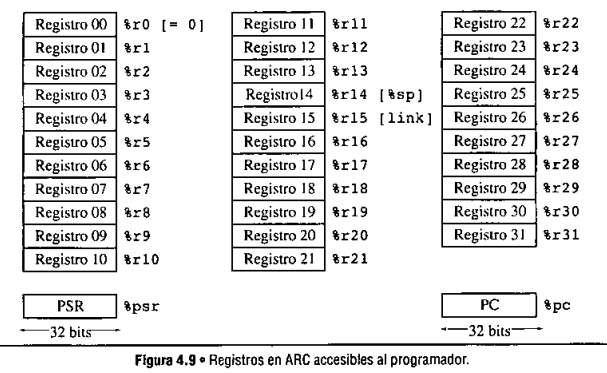 Registro 00 %r0 [= 0]
Registro 01 %r1
Registro 02 %r2
Registro 03 %r3
Registro 04 %r4
Registro 05 %r5
Registro 06 %r6
Registro 07 %r7
Registro 08 %r8
Registro 09 %r9
Registro 10 %r10
Registro 11 %r11
Registro 12 %r12
Registro 13 %r13
Registro14 %r14 [%sp]
Registro 15 %r15 [link]
Registro 16 %r16
Registro 17 %r17
Registro 18 %r18
Registro 19 %r19
Registro 20 %r20
Registro 21 %r21
Registro 22 %r22
Registro 23 %r23
Registro 24 %r24
Registro 25 %r25
Registro 26 %r26
Registro 27 %r27
Registro 28 %r28
Registro 29 %r29
Registro 30 %r30
Registro 31 %r31
PSR %psr
32 bits
PC %pc
32 bits
Figura 4.9 • Registros en ARC accesibles al programador.